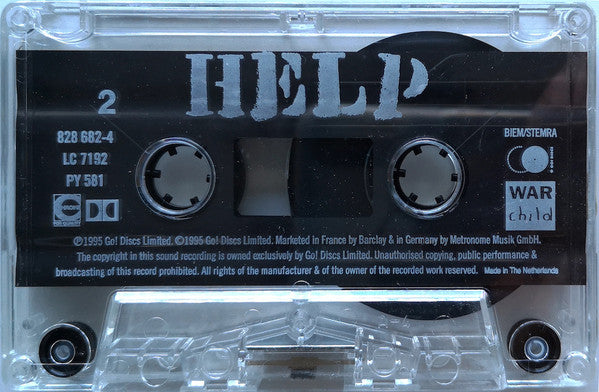 HELP
2
828 682-4
LC 7192
PY 581
BIEM/STEMRA
WAR
child
℗1995 Go! Discs Limited. ©1995 Go! Discs Limited. Marketed in France by Barclay & in Germany by Metronome Musik GmbH.
The copyright in this sound recording is owned exclusively by Go! Discs Limited. Unauthorised copying, public performance &
broadcasting of this record prohibited. All rights of the manufacturer & of the owner of the recorded work reserved. Made in The Netherlands